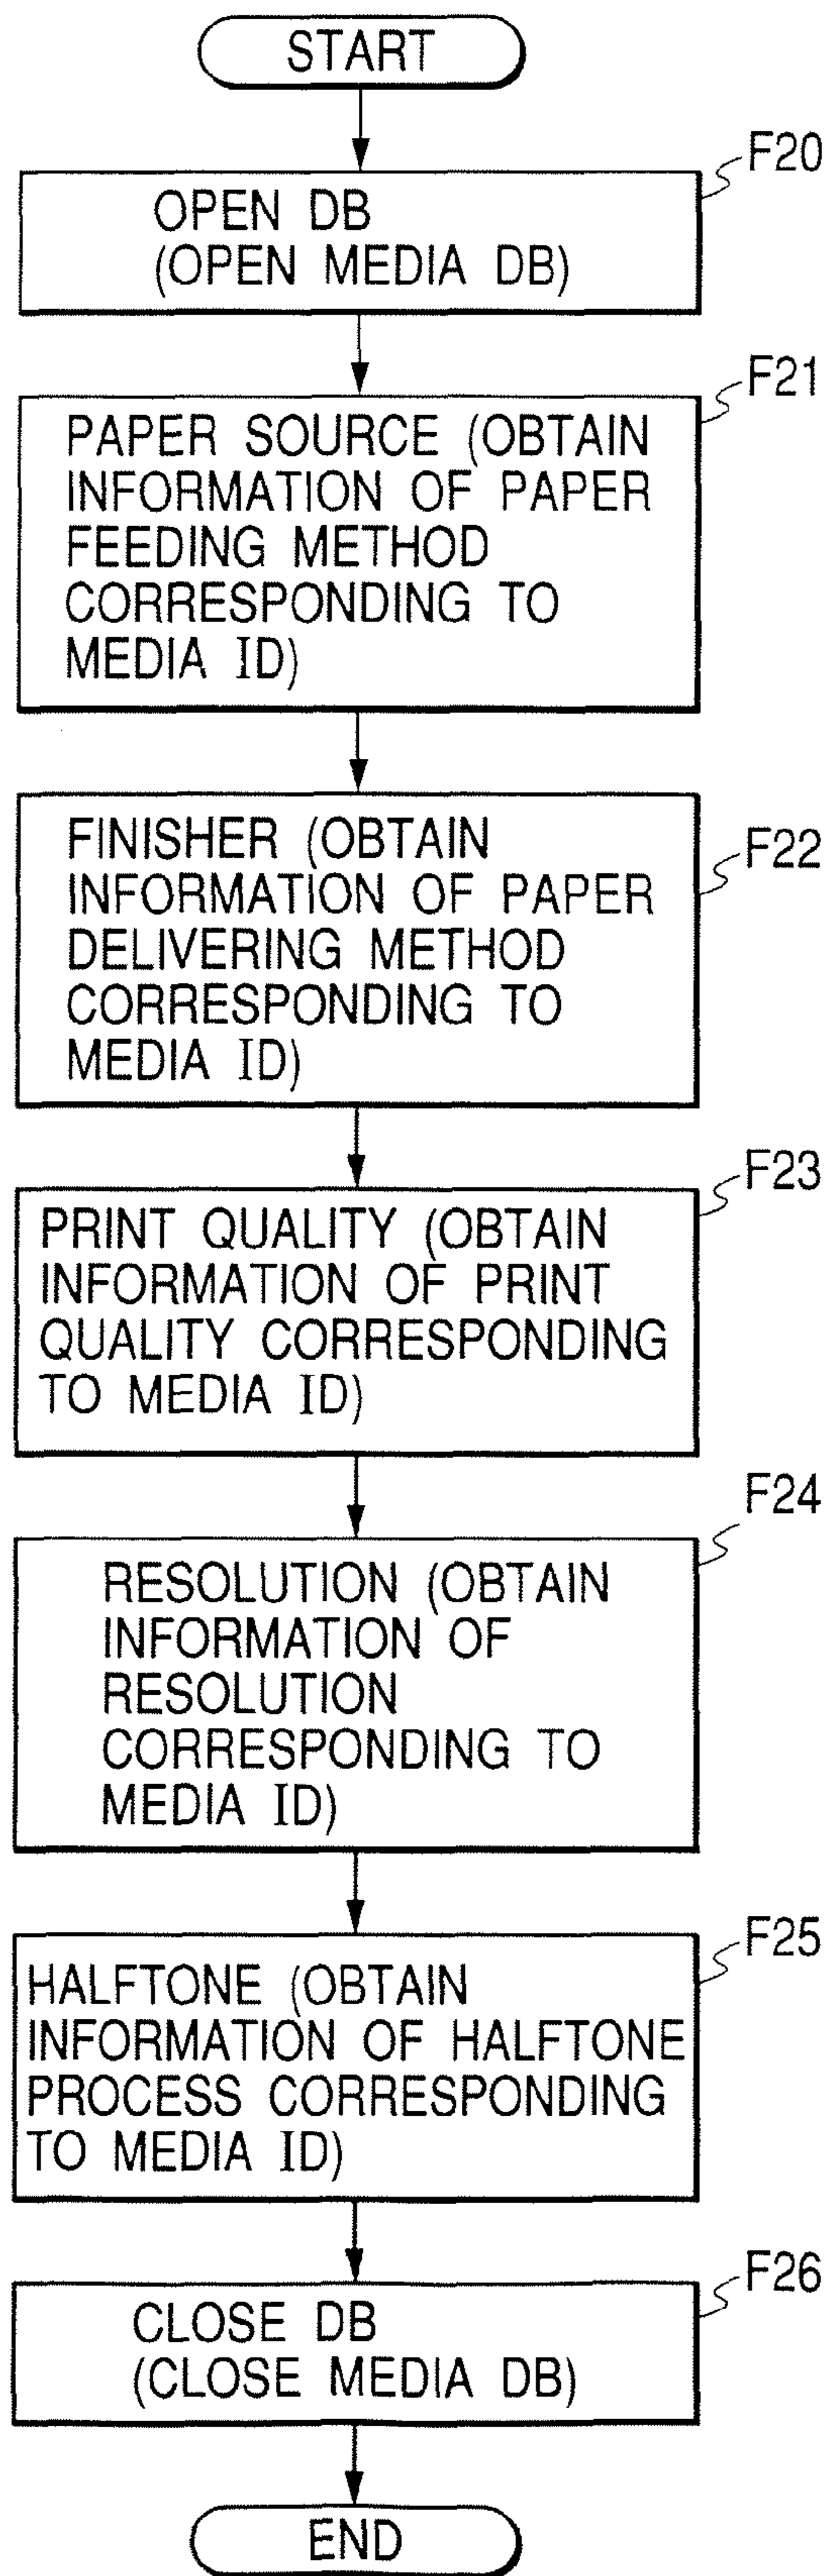 START
F20
OPEN DB
(OPEN MEDIA DB)
F21
PAPER SOURCE (OBTAIN
INFORMATION OF PAPER
FEEDING METHOD
CORRESPONDING TO
MEDIA ID)
F22
FINISHER (OBTAIN
INFORMATION OF PAPER
DELIVERING METHOD
CORRESPONDING TO
MEDIA ID)
F23
PRINT QUALITY (OBTAIN
INFORMATION OF PRINT
QUALITY CORRESPONDING
TO MEDIA ID)
F24
RESOLUTION (OBTAIN
INFORMATION OF
RESOLUTION
CORRESPONDING TO
MEDIA ID)
F25
HALFTONE (OBTAIN
INFORMATION OF HALFTONE
PROCESS CORRESPONDING
TO MEDIA ID)
F26
CLOSE DB
(CLOSE MEDIA DB)
END